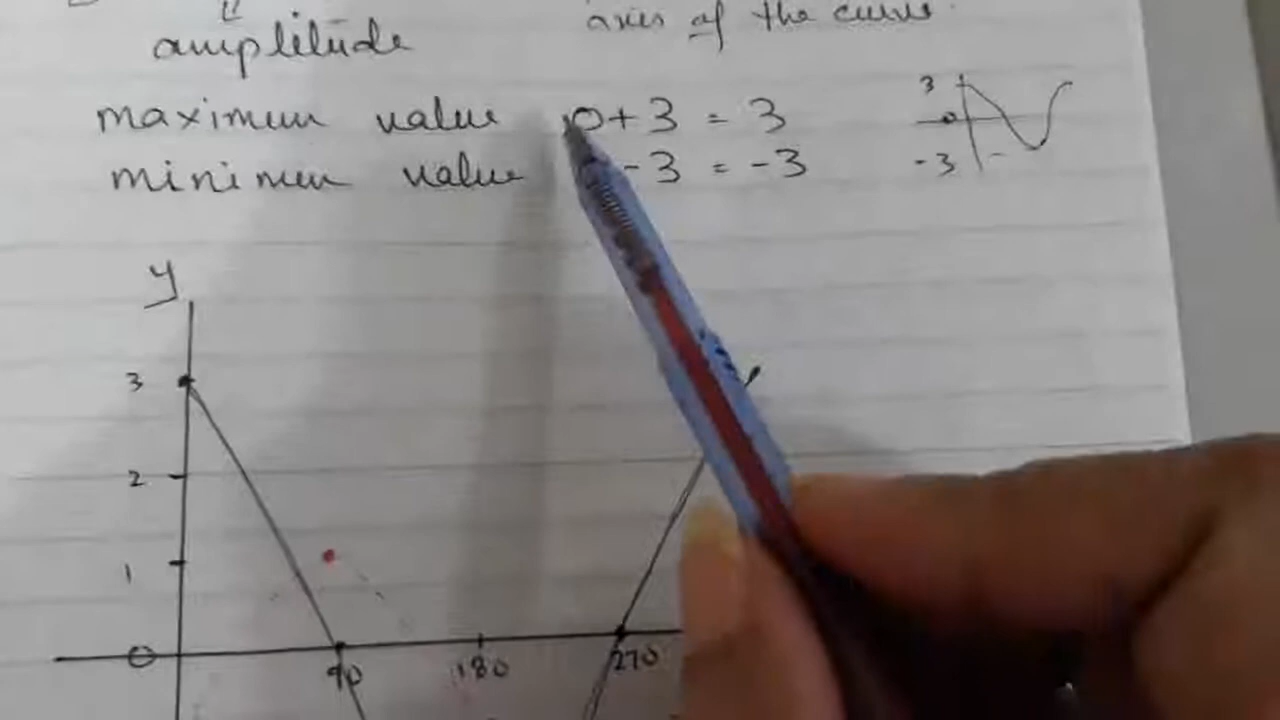 axis of the curve.
amplitude
maximum value 0+3 = 3
minimum value -3 = -3
3
0
-3
y
3
2
1
0
90 180 270